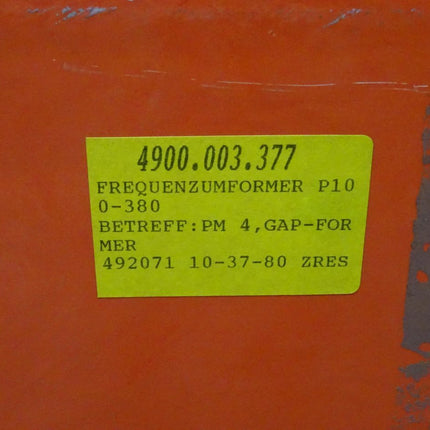 4900.003.377
FREQUENZUMFORMER P10
0-380
BETREFF:PM 4,GAP-FOR
MER
492071 10-37-80 ZRES